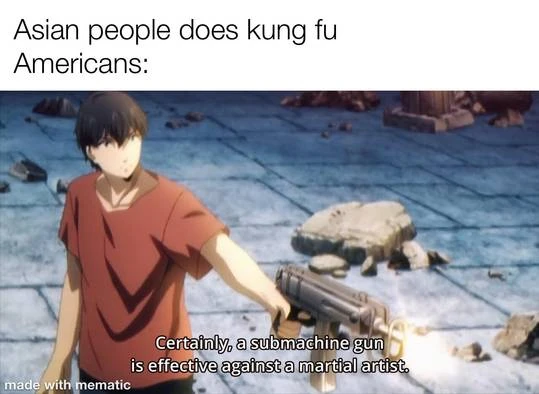 Asian people does kung fu
Americans:
Certainly, a submachine gun
is effective against a martial artist.
made with mematic